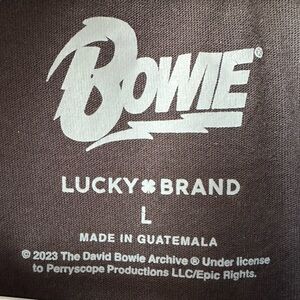 BOWIE®
LUCKY BRAND
L
MADE IN GUATEMALA
© 2023 The David Bowie Archive ® Under license
to Perryscope Productions LLC/Epic Rights.